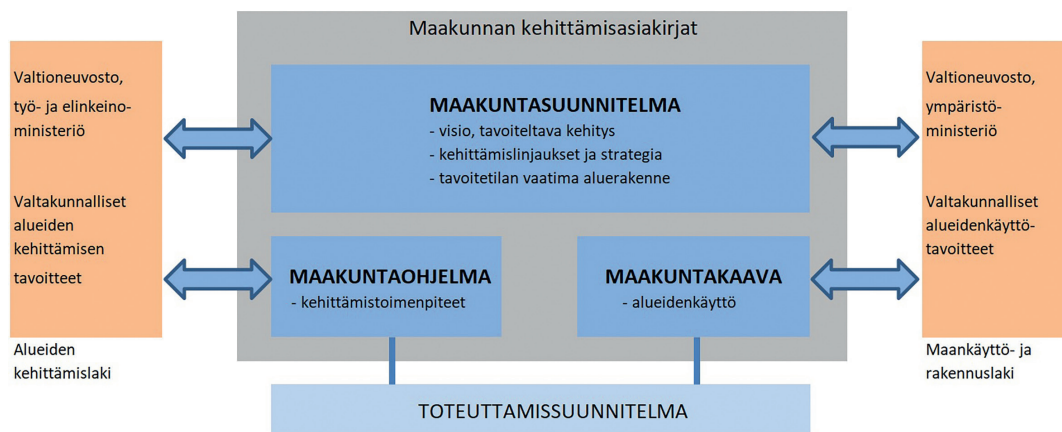 Maakunnan kehittämisasiakirjat
Valtioneuvosto,
työ- ja elinkeino-
ministeriö
Valtakunnalliset
alueiden
kehittämisen
tavoitteet
Alueiden
kehittämislaki
MAAKUNTASUUNNITELMA
- visio, tavoiteltava kehitys
- kehittämislinjaukset ja strategia
- tavoitetilan vaatima aluerakenne
MAAKUNTAOHJELMA
- kehittämistoimenpiteet
MAAKUNTAKAAVA
- alueidenkäyttö
Valtioneuvosto,
ympäristö-
ministeriö
Valtakunnalliset
alueidenkäyttö-
tavoitteet
Maankäyttö- ja
rakennuslaki
TOTEUTTAMISSUUNNITELMA